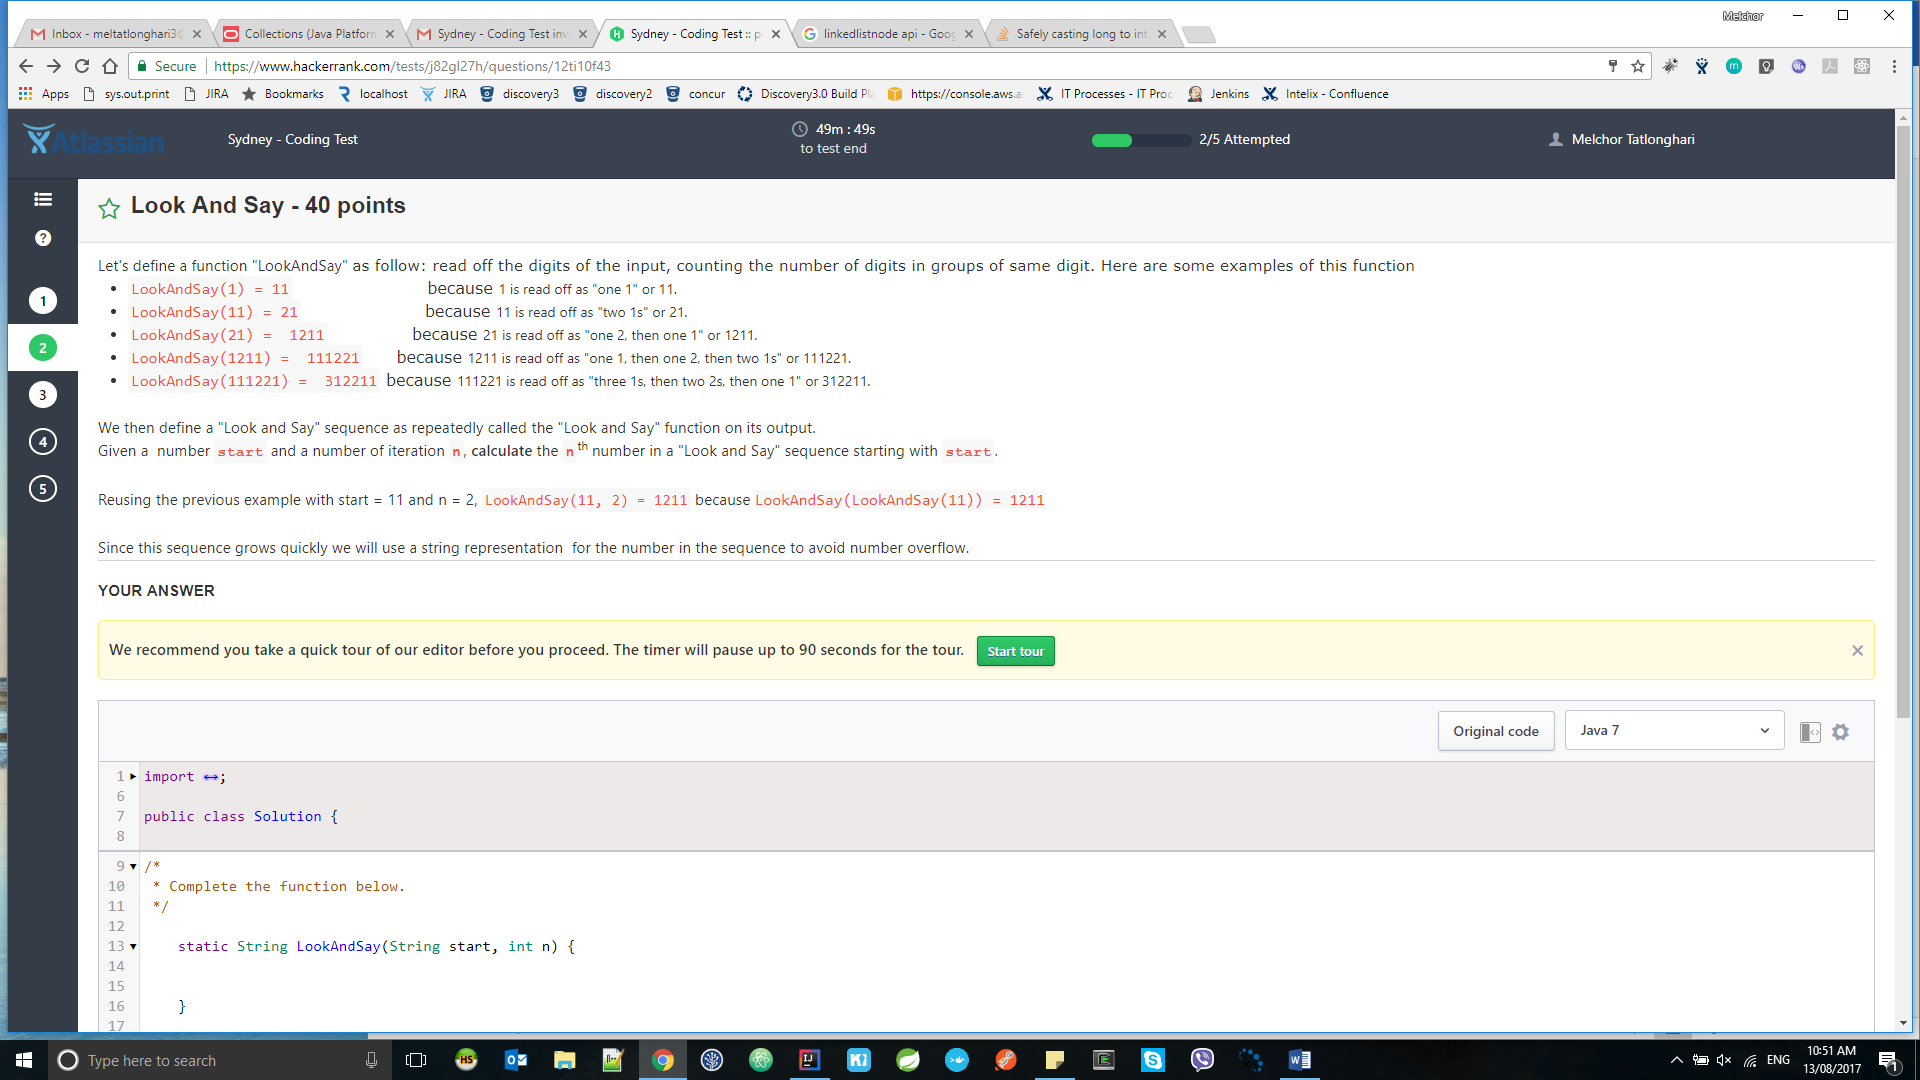 Melchor
Inbox - meltatlonghari3
Collections (Java Platform
Sydney - Coding Test inv
Sydney - Coding Test :: p
linkedlistnode api - Goog
Safely casting long to int
Secure
https://www.hackerrank.com/tests/j82gl27h/questions/12ti10f43
Apps sys.out.print JIRA Bookmarks localhost JIRA discovery3 discovery2 concur Discovery3.0 Build Pla https://console.aws.a IT Processes - IT Proc Jenkins Intelix - Confluence
Atlassian
Sydney - Coding Test
49m : 49s
to test end
2/5 Attempted
Melchor Tatlonghari
Look And Say - 40 points
1
2
3
4
5
Let's define a function "LookAndSay" as follow: read off the digits of the input, counting the number of digits in groups of same digit. Here are some examples of this function
• LookAndSay(1) = 11 because 1 is read off as "one 1" or 11.
• LookAndSay(11) = 21 because 11 is read off as "two 1s" or 21.
• LookAndSay(21) = 1211 because 21 is read off as "one 2, then one 1" or 1211.
• LookAndSay(1211) = 111221 because 1211 is read off as "one 1, then one 2, then two 1s" or 111221.
• LookAndSay(111221) = 312211 because 111221 is read off as "three 1s, then two 2s, then one 1" or 312211.
We then define a "Look and Say" sequence as repeatedly called the "Look and Say" function on its output.
Given a number start and a number of iteration n, calculate the n th number in a "Look and Say" sequence starting with start.
Reusing the previous example with start = 11 and n = 2, LookAndSay(11, 2) = 1211 because LookAndSay(LookAndSay(11)) = 1211
Since this sequence grows quickly we will use a string representation for the number in the sequence to avoid number overflow.
YOUR ANSWER
We recommend you take a quick tour of our editor before you proceed. The timer will pause up to 90 seconds for the tour. Start tour
Original code
Java 7
1 import ↔;
6
7 public class Solution {
8
9 /*
10 * Complete the function below.
11 */
12
13 static String LookAndSay(String start, int n) {
14
15
16 }
17
Type here to search
ENG
10:51 AM
13/08/2017
1